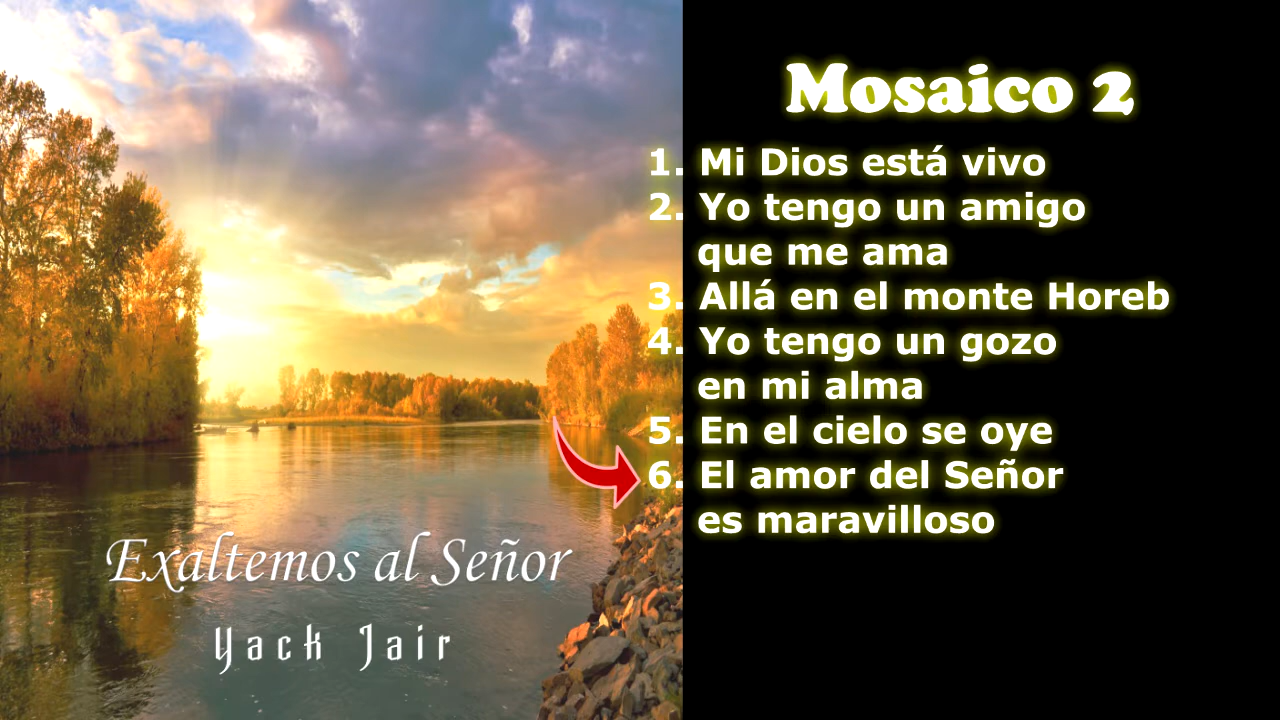 Mosaico 2
1. Mi Dios está vivo
2. Yo tengo un amigo
que me ama
3. Allá en el monte Horeb
4. Yo tengo un gozo
en mi alma
5. En el cielo se oye
6. El amor del Señor
es maravilloso
Exaltemos al Señor
Yack Jair